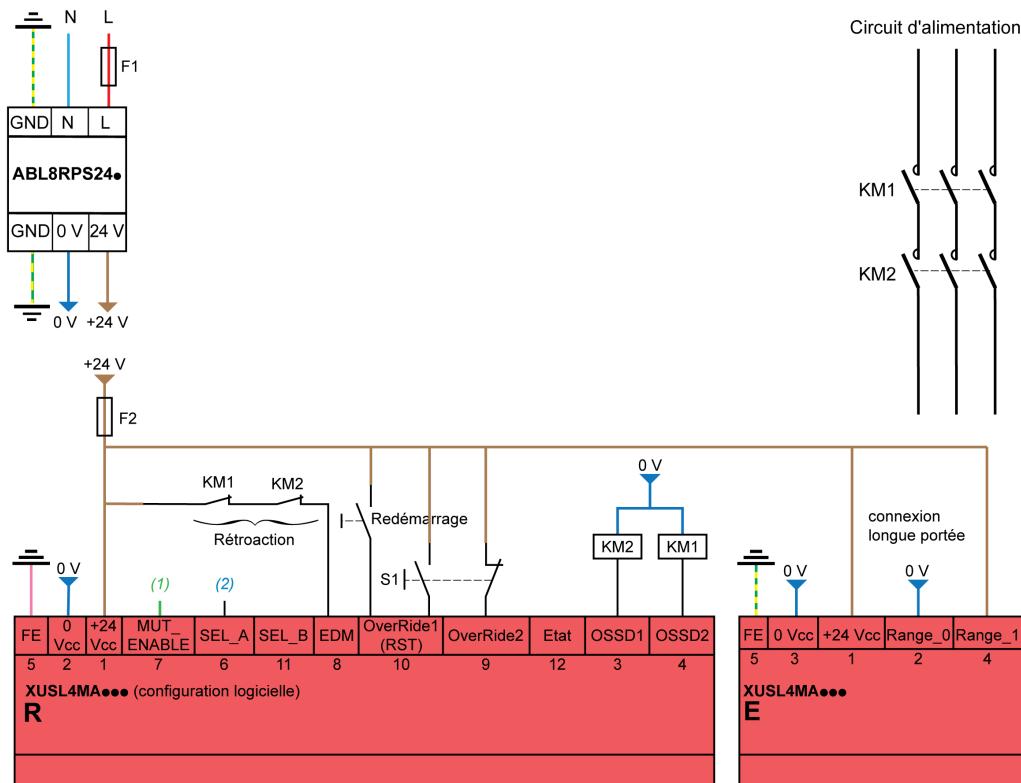 N L
Circuit d'alimentation
F1
GND N L
ABL8RPS24●
GND 0 V 24 V
KM1
KM2
0 V +24 V
+24 V
F2
KM1 KM2
Rétroaction
Redémarrage
S1
0 V
KM2 KM1
connexion
longue portée
0 V
(1)
(2)
0 V
0 V
FE
0
Vcc
+24
Vcc
MUT_
ENABLE
SEL_A
SEL_B
EDM
OverRide1
(RST)
OverRide2
Etat
OSSD1
OSSD2
FE
0 Vcc
+24 Vcc
Range_0
Range_1
5 2 1 7 6 11 8 10 9 12 3 4
5 3 1 2 4
XUSL4MA●●● (configuration logicielle)
R
XUSL4MA●●●
E